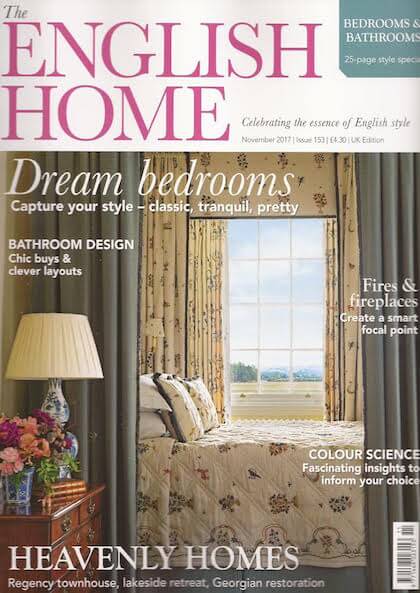 The
ENGLISH
HOME
BEDROOMS &
BATHROOMS
25-page style specia
Celebrating the essence of English style
November 2017 | Issue 153 | £4.30 | UK Edition
Dream bedrooms
Capture your style – classic, tranquil, pretty
BATHROOM DESIGN
Chic buys &
clever layouts
Fires &
fireplaces
Create a smart
focal point
COLOUR SCIENCE
Fascinating insights to
inform your choice
HEAVENLY HOMES
Regency townhouse, lakeside retreat, Georgian restoration